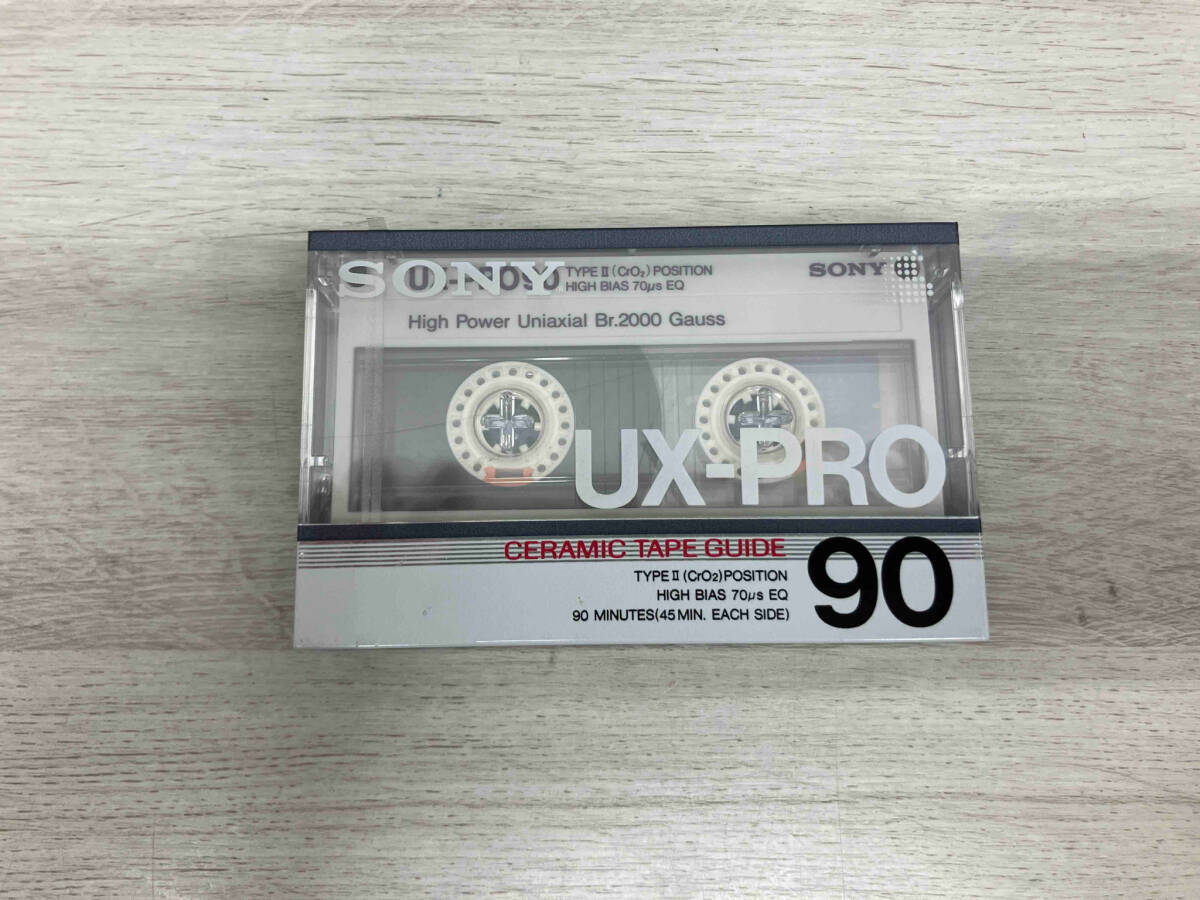 SONY
TYPE II (CrO₂) POSITION
SONY
HIGH BIAS 70µs EQ
High Power Uniaxial Br.2000 Gauss
UX-PRO
CERAMIC TAPE GUIDE
90
TYPE II (CrO₂) POSITION
HIGH BIAS 70µs EQ
90 MINUTES (45 MIN. EACH SIDE)